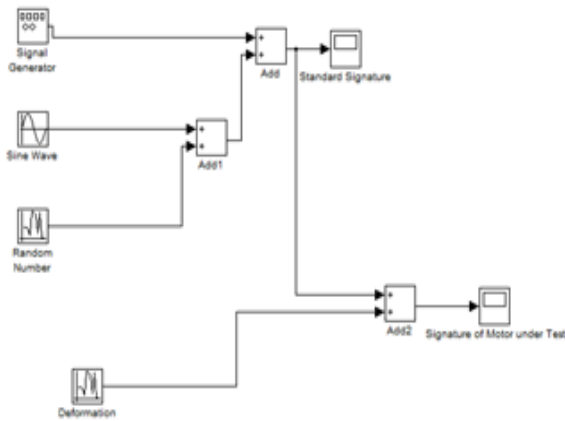 Signal
Generator
Add
Standard Signature
Sine Wave
Add1
Random
Number
Add2
Signature of Motor under Test
Deformation